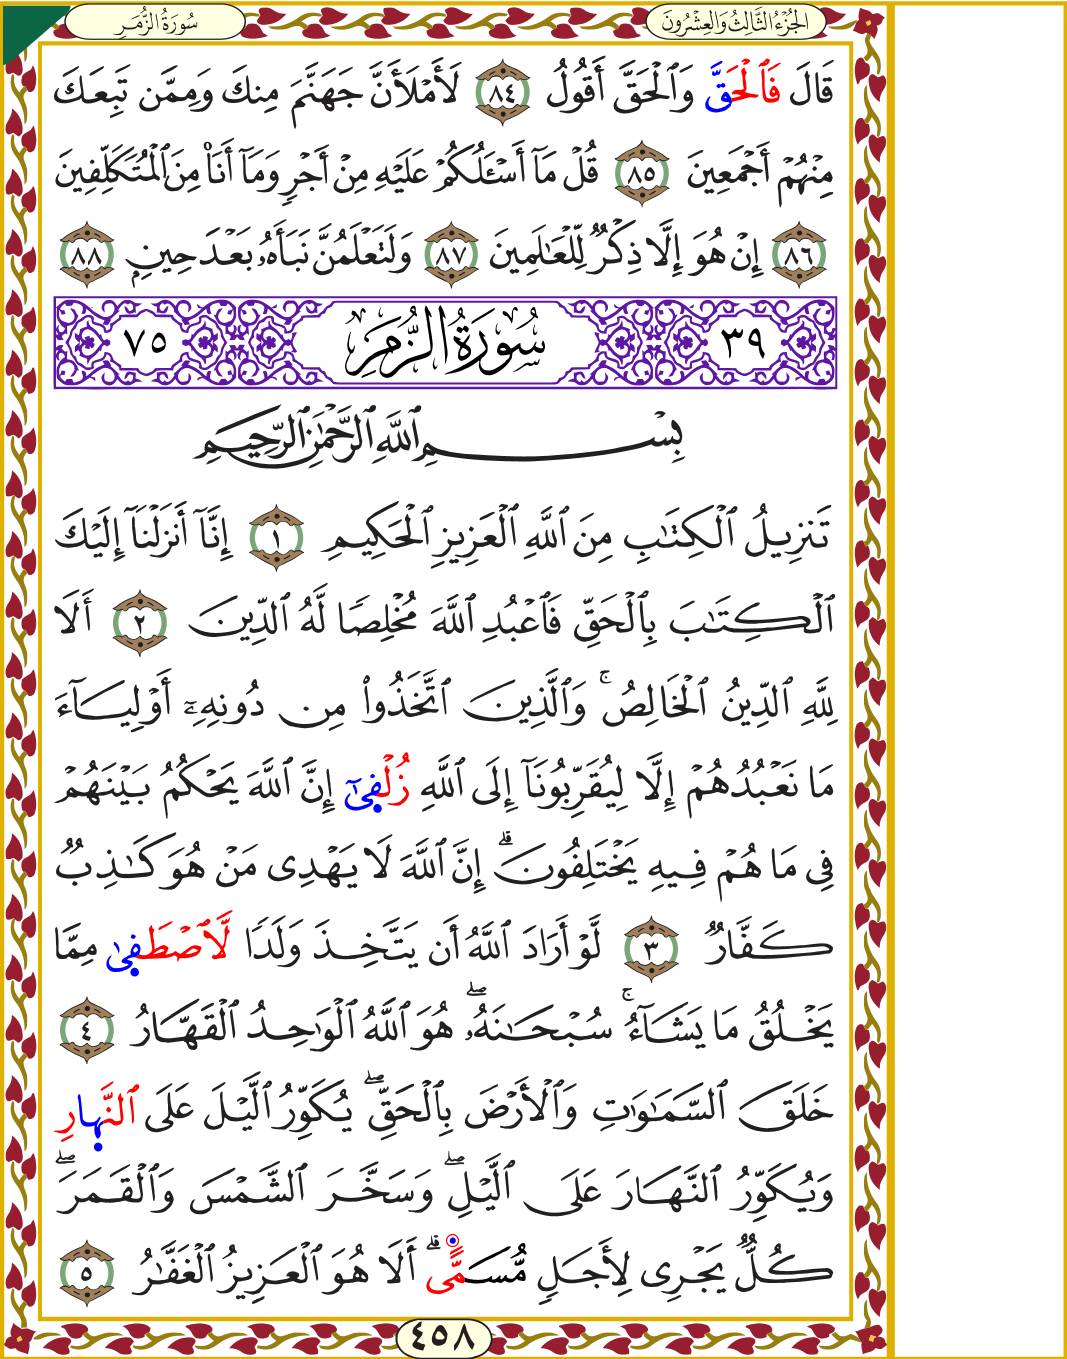 الجُزْءُ الثَّالِثُ وَالعِشْرُونَ
سُورَةُ الزُّمَرِ
قَالَ فَٱلْحَقَّ وَٱلْحَقَّ أَقُولُ ٨٤ لَأَمْلَأَنَّ جَهَنَّمَ مِنكَ وَمِمَّن تَبِعَكَ
مِنْهُمْ أَجْمَعِينَ ٨٥ قُلْ مَآ أَسْـَٔلُكُمْ عَلَيْهِ مِنْ أَجْرٍ وَمَآ أَنَا۠ مِنَ ٱلْمُتَكَلِّفِينَ
٨٦ إِنْ هُوَ إِلَّا ذِكْرٌ لِّلْعَـٰلَمِينَ ٨٧ وَلَتَعْلَمُنَّ نَبَأَهُۥ بَعْدَ حِينٍۭ ٨٨
٣٩ سُورَةُ الزُّمَرِ ٧٥
بِسْمِ ٱللَّهِ ٱلرَّحْمَـٰنِ ٱلرَّحِيمِ
تَنزِيلُ ٱلْكِتَـٰبِ مِنَ ٱللَّهِ ٱلْعَزِيزِ ٱلْحَكِيمِ ١ إِنَّآ أَنزَلْنَآ إِلَيْكَ
ٱلْكِتَـٰبَ بِٱلْحَقِّ فَٱعْبُدِ ٱللَّهَ مُخْلِصًا لَّهُ ٱلدِّينَ ٢ أَلَا
لِلَّهِ ٱلدِّينُ ٱلْخَالِصُ ۚ وَٱلَّذِينَ ٱتَّخَذُوا۟ مِن دُونِهِۦٓ أَوْلِيَآءَ
مَا نَعْبُدُهُمْ إِلَّا لِيُقَرِّبُونَآ إِلَى ٱللَّهِ زُلْفِىٰٓ إِنَّ ٱللَّهَ يَحْكُمُ بَيْنَهُمْ
فِى مَا هُمْ فِيهِ يَخْتَلِفُونَ ۗ إِنَّ ٱللَّهَ لَا يَهْدِى مَنْ هُوَ كَـٰذِبٌ
كَفَّارٌ ٣ لَّوْ أَرَادَ ٱللَّهُ أَن يَتَّخِذَ وَلَدًا لَّٱصْطَفِىٰ مِمَّا
يَخْلُقُ مَا يَشَآءُ ۚ سُبْحَـٰنَهُۥ ۖ هُوَ ٱللَّهُ ٱلْوَٰحِدُ ٱلْقَهَّارُ ٤
خَلَقَ ٱلسَّمَـٰوَٰتِ وَٱلْأَرْضَ بِٱلْحَقِّ ۖ يُكَوِّرُ ٱلَّيْلَ عَلَى ٱلنَّهِارِ
وَيُكَوِّرُ ٱلنَّهَارَ عَلَى ٱلَّيْلِ ۖ وَسَخَّرَ ٱلشَّمْسَ وَٱلْقَمَرَ ۖ
كُلٌّ يَجْرِى لِأَجَلٍ مُّسَمًّى ۗ أَلَا هُوَ ٱلْعَزِيزُ ٱلْغَفَّـٰرُ ٥
٤٥٨